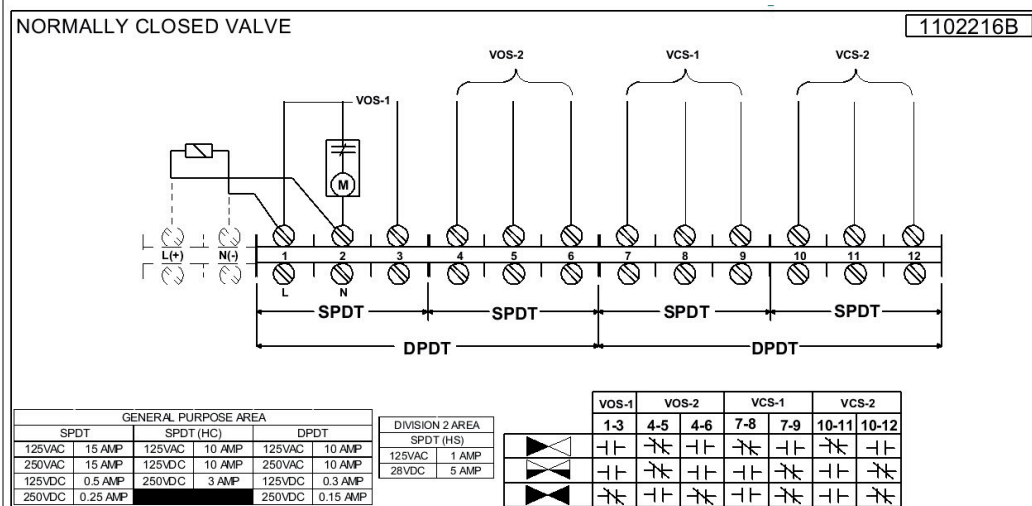 NORMALLY CLOSED VALVE 1102216B
VOS-2 VCS-1 VCS-2
VOS-1
M
L(+) N(-) 1 2 3 4 5 6 7 8 9 10 11 12
L N
SPDT SPDT SPDT SPDT
DPDT DPDT
GENERAL PURPOSE AREA
SPDT SPDT (HC) DPDT
125VAC 15 AMP 125VAC 10 AMP 125VAC 10 AMP
250VAC 15 AMP 125VDC 10 AMP 250VAC 10 AMP
125VDC 0.5 AMP 250VDC 3 AMP 125VDC 0.3 AMP
250VDC 0.25 AMP 250VDC 0.15 AMP
DIVISION 2 AREA
SPDT (HS)
125VAC 1 AMP
28VDC 5 AMP
VOS-1 VOS-2 VCS-1 VCS-2
1-3 4-5 4-6 7-8 7-9 10-11 10-12